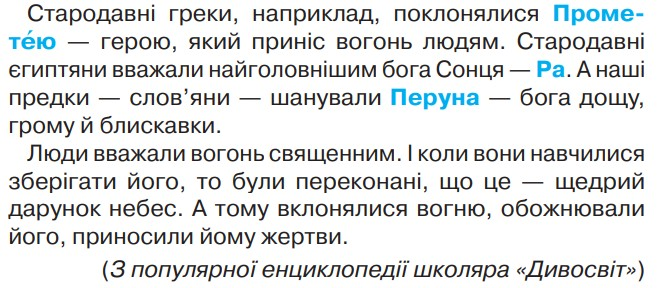 Стародавні греки, наприклад, поклонялися Проме-
те́ю — герою, який приніс вогонь людям. Стародавні
єгиптяни вважали найголовнішим бога Сонця — Ра. А наші
предки — слов’яни — шанували Перуна — бога дощу,
грому й блискавки.
Люди вважали вогонь священним. І коли вони навчилися
зберігати його, то були переконані, що це — щедрий
дарунок небес. А тому вклонялися вогню, обожнювали
його, приносили йому жертви.
(З популярної енциклопедії школяра «Дивосвіт»)